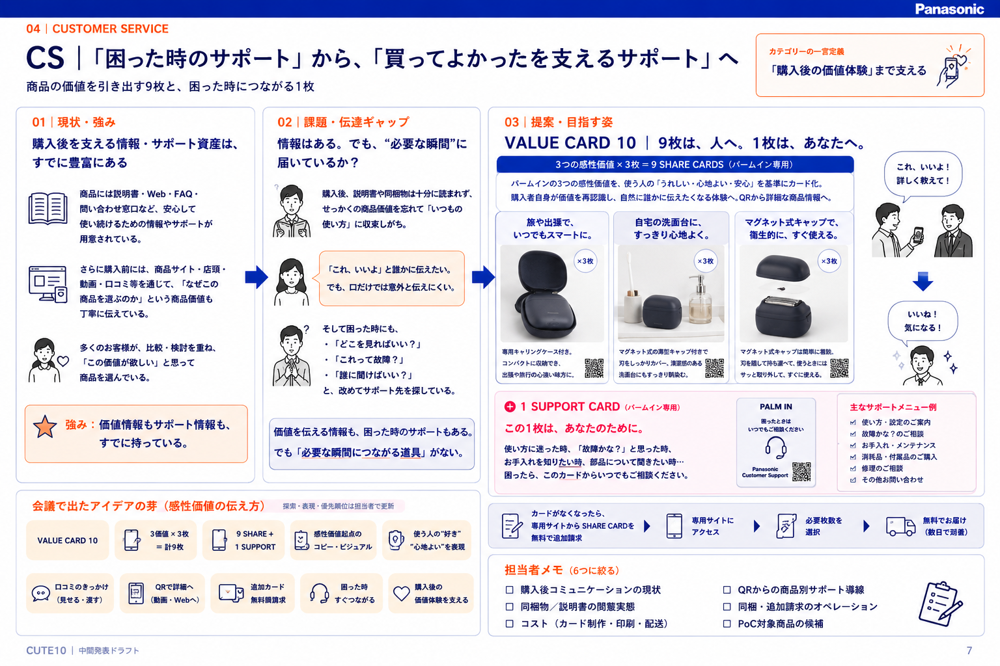 Panasonic
04｜CUSTOMER SERVICE
CS｜「困った時のサポート」から、「買ってよかったを支えるサポート」へ
商品の価値を引き出す9枚と、困った時につながる1枚
カテゴリーの一言定義
「購入後の価値体験」まで支える
01｜現状・強み
購入後を支える情報・サポート資産は、
すでに豊富にある
商品には説明書・Web・FAQ・
問い合わせ窓口など、安心して
使い続けるための情報やサポートが
用意されている。
さらに購入前には、商品サイト・店頭・
動画・口コミ等を通じて、「なぜこの
商品を選ぶのか」という商品価値も
丁寧に伝えている。
多くのお客様が、比較・検討を重ね、
「この価値が欲しい」と思って
商品を選んでいる。
強み：価値情報もサポート情報も、
すでに持っている。
02｜課題・伝達ギャップ
情報はある。でも、“必要な瞬間”に
届いているか？
?
購入後、説明書や同梱物は十分に読まれず、
せっかくの商品価値を忘れて「いつもの
使い方」に収束しがち。
「これ、いいよ」と誰かに伝えたい。
でも、口だけでは意外と伝えにくい。
?
そして困った時にも、
・「どこを見ればいい？」
・「これって故障？」
・「誰に聞けばいい？」
と、改めてサポート先を探している。
価値を伝える情報も、困った時のサポートもある。
でも「必要な瞬間につながる道具」がない。
03｜提案・目指す姿
VALUE CARD 10｜9枚は、人へ。1枚は、あなたへ。
3つの感性価値×3枚＝9 SHARE CARDS（パームイン専用）
パームインの3つの感性価値を、使う人の「うれしい・心地よい・安心」を基準にカード化。
購入者自身が価値を再認識し、自然に誰かに伝えたくなる体験へ。QRから詳細な商品情報へ。
旅や出張で、
いつでもスマートに。
×3枚
専用キャリングケース付き。
コンパクトに収納でき、
出張や旅行の心強い味方に。
自宅の洗面台に、
すっきり心地よく。
×3枚
マグネット式の薄型キャップ付きで
刃をしっかりカバー、清潔感のある
洗面台にもすっきり馴染む。
マグネット式キャップで、
衛生的に、すぐ使える。
×3枚
マグネット式キャップは簡単に着脱。
刃を隠して持ち運べて、使うときには
サッと取り外して、すぐに使える。
これ、いいよ！
詳しく教えて！
いいね！
気になる！
1 SUPPORT CARD（パームイン専用）
この1枚は、あなたのために。
使い方に迷った時、「故障かな？」と思った時、
お手入れを知りたい時、部品について聞きたい時…
困ったら、このカードからいつでもご相談ください。
PALM IN
困ったときは
いつでもご相談ください
Panasonic
Customer Support
主なサポートメニュー例
使い方・設定のご案内
故障かな？のご相談
お手入れ・メンテナンス
消耗品・付属品のご購入
修理のご相談
その他お問い合わせ
カードがなくなったら、
専用サイトから SHARE CARDを
無料で追加請求
専用サイトに
アクセス
必要枚数を
選択
無料でお届け
会議で出たアイデアの芽（感性価値の伝え方）
探索・表現・優先順位は担当者で更新
VALUE CARD 10
3価値×3枚
＝計9枚
9 SHARE＋
1 SUPPORT
感性価値起点の
コピー・ビジュアル
使う人の“好き”
“心地よい”を表現
口コミのきっかけ
（見せる・渡す）
QRで詳細へ
（動画・Webへ）
追加カード
無料請求
困った時
すぐつながる
購入後の
価値体験を支える
担当者メモ（6つに絞る）
購入後コミュニケーションの現状
同梱物／説明書の閲覧実態
コスト（カード制作・印刷・配送）
QRからの商品別サポート導線
同梱・追加請求のオペレーション
PoC対象商品の候補
CUTE10｜中間発表ドラフト
7